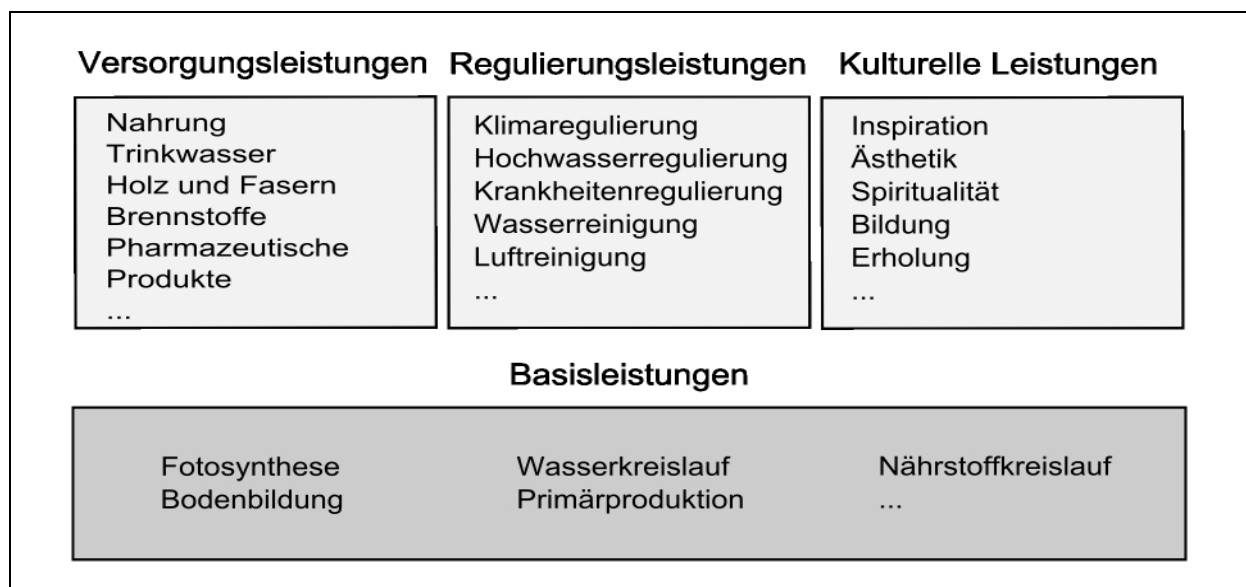 Versorgungsleistungen
Nahrung
Trinkwasser
Holz und Fasern
Brennstoffe
Pharmazeutische
Produkte
...
Regulierungsleistungen
Klimaregulierung
Hochwasserregulierung
Krankheitenregulierung
Wasserreinigung
Luftreinigung
...
Kulturelle Leistungen
Inspiration
Ästhetik
Spiritualität
Bildung
Erholung
...
Basisleistungen
Fotosynthese
Bodenbildung
Wasserkreislauf
Primärproduktion
Nährstoffkreislauf
...